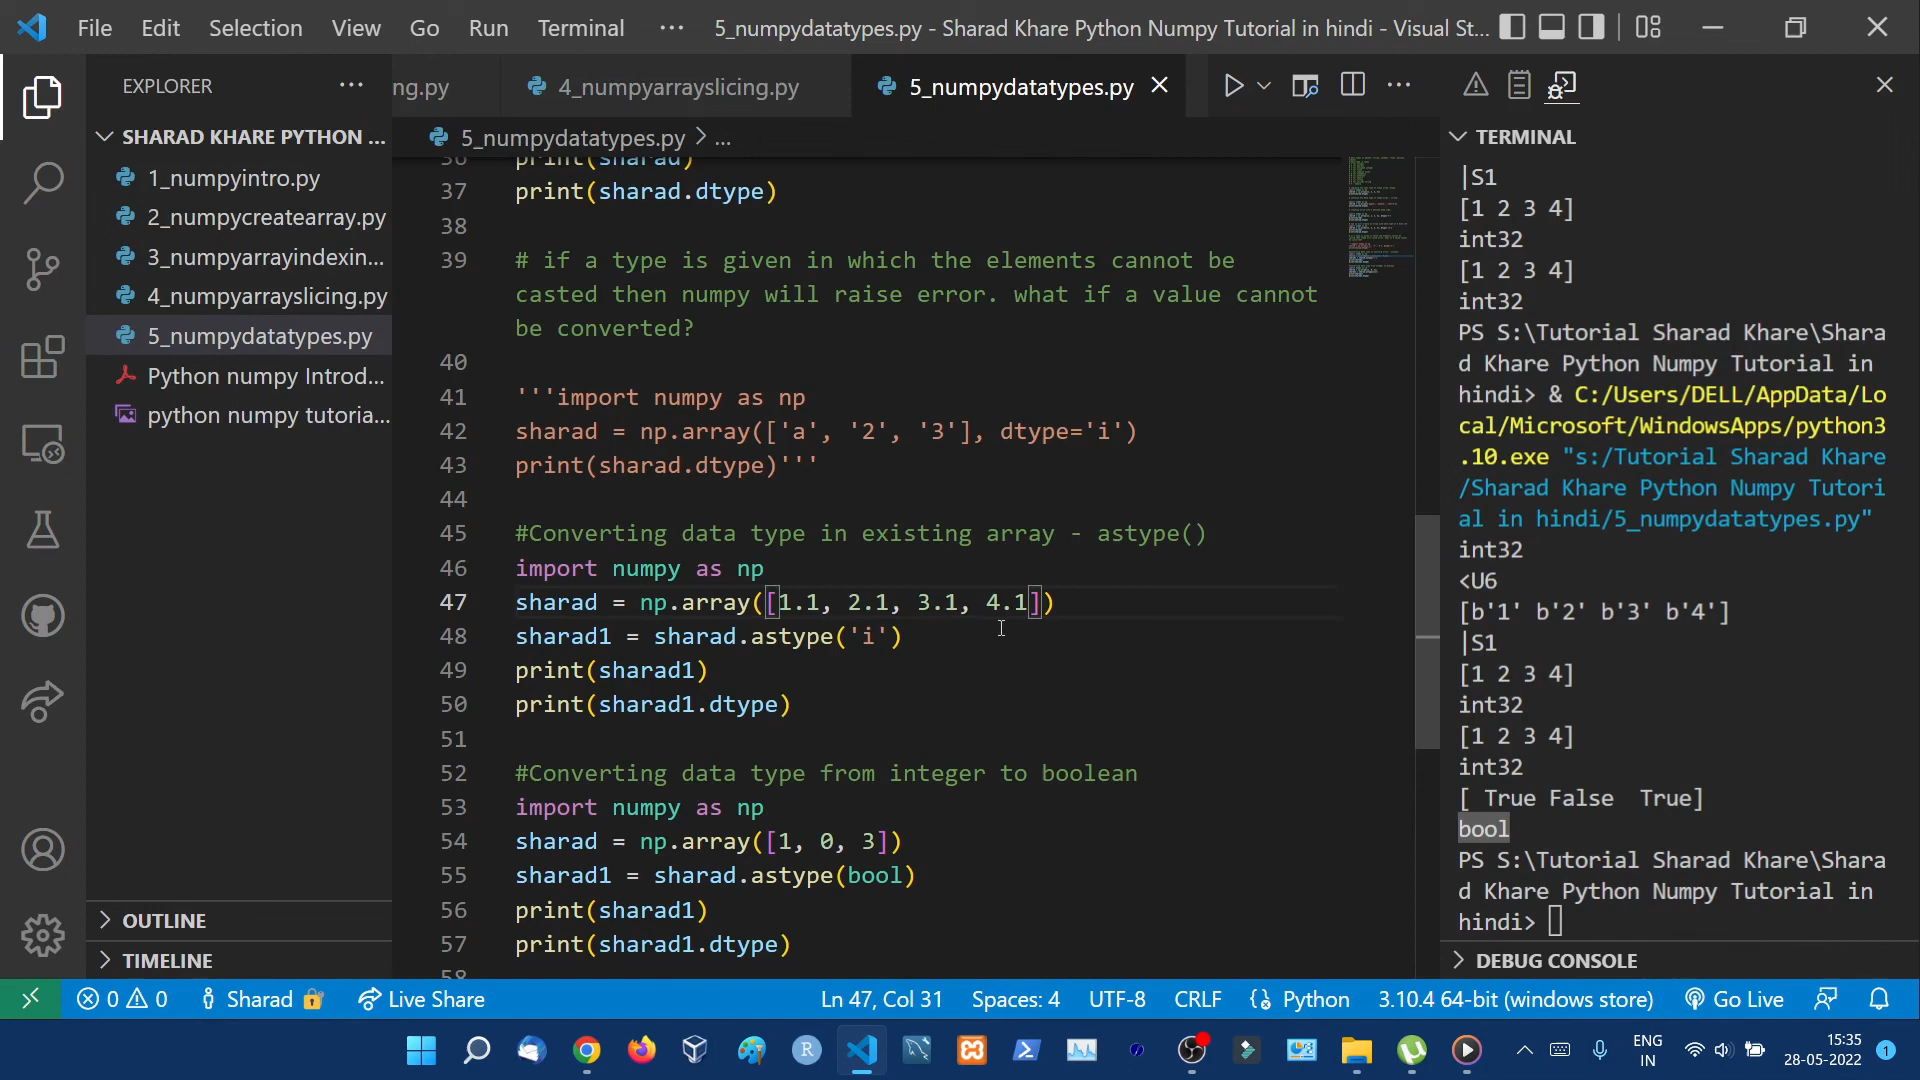 File Edit Selection View Go Run Terminal ··· 5_numpydatatypes.py - Sharad Khare Python Numpy Tutorial in hindi - Visual St...
EXPLORER
SHARAD KHARE PYTHON ...
1_numpyintro.py
2_numpycreatearray.py
3_numpyarrayindexin...
4_numpyarrayslicing.py
5_numpydatatypes.py
Python numpy Introd...
python numpy tutoria...
OUTLINE
TIMELINE
ng.py 4_numpyarrayslicing.py 5_numpydatatypes.py
5_numpydatatypes.py > ...
36 print(sharad)
37 print(sharad.dtype)
38
39 # if a type is given in which the elements cannot be
casted then numpy will raise error. what if a value cannot
be converted?
40
41 '''import numpy as np
42 sharad = np.array(['a', '2', '3'], dtype='i')
43 print(sharad.dtype)'''
44
45 #Converting data type in existing array - astype()
46 import numpy as np
47 sharad = np.array([1.1, 2.1, 3.1, 4.1])
48 sharad1 = sharad.astype('i')
49 print(sharad1)
50 print(sharad1.dtype)
51
52 #Converting data type from integer to boolean
53 import numpy as np
54 sharad = np.array([1, 0, 3])
55 sharad1 = sharad.astype(bool)
56 print(sharad1)
57 print(sharad1.dtype)
58
TERMINAL
|S1
[1 2 3 4]
int32
[1 2 3 4]
int32
PS S:\Tutorial Sharad Khare\Shara
d Khare Python Numpy Tutorial in
hindi> & C:/Users/DELL/AppData/Lo
cal/Microsoft/WindowsApps/python3
.10.exe "s:/Tutorial Sharad Khare
/Sharad Khare Python Numpy Tutori
al in hindi/5_numpydatatypes.py"
int32
<U6
[b'1' b'2' b'3' b'4']
|S1
[1 2 3 4]
int32
[1 2 3 4]
int32
[ True False  True]
bool
PS S:\Tutorial Sharad Khare\Shara
d Khare Python Numpy Tutorial in
hindi>
DEBUG CONSOLE
0 0 Sharad Live Share Ln 47, Col 31 Spaces: 4 UTF-8 CRLF Python 3.10.4 64-bit (windows store) Go Live
R ENG
IN
15:35
28-05-2022
1